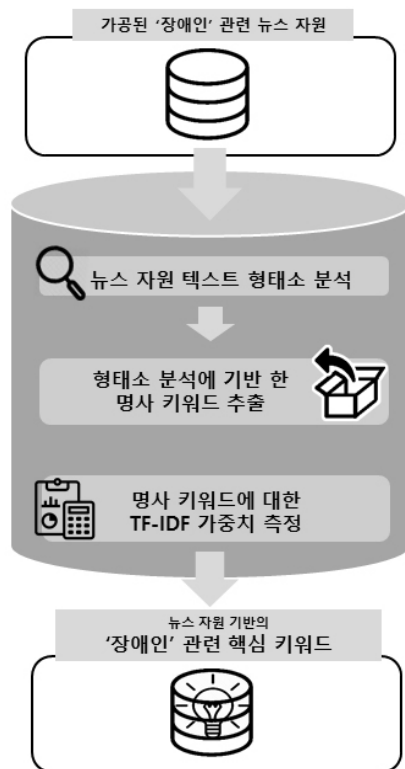 가공된 ‘장애인’ 관련 뉴스 자원
뉴스 자원 텍스트 형태소 분석
형태소 분석에 기반 한
명사 키워드 추출
명사 키워드에 대한
TF-IDF 가중치 측정
뉴스 자원 기반의
‘장애인’ 관련 핵심 키워드